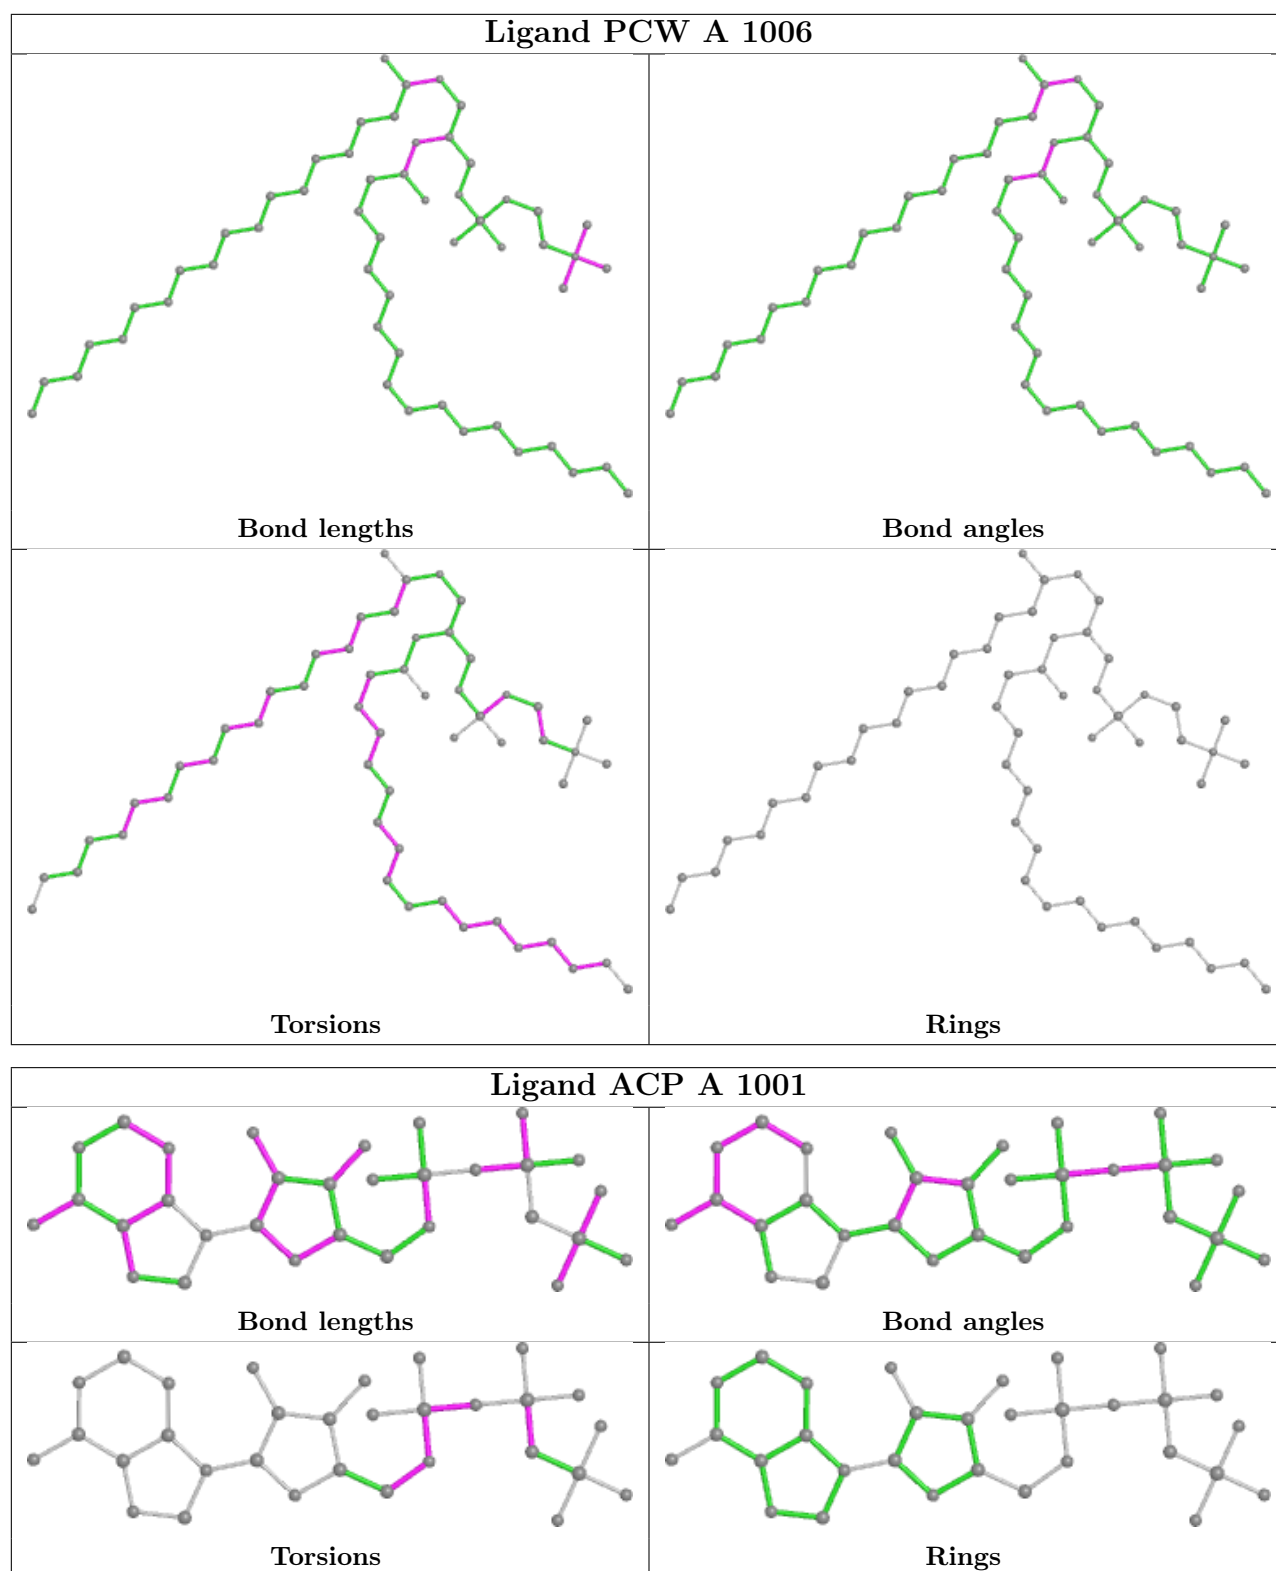 Ligand PCW A 1006
Bond lengths
Bond angles
Torsions
Rings
Ligand ACP A 1001
Bond lengths
Bond angles
Torsions
Rings